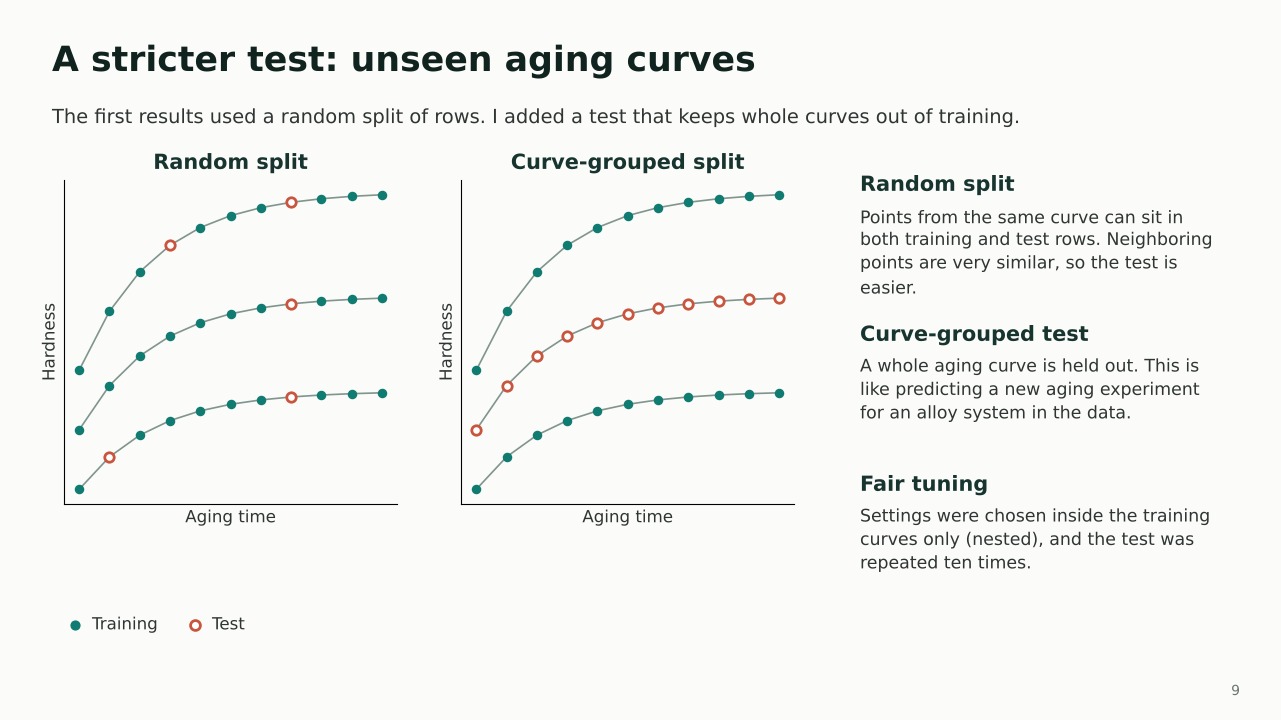 A stricter test: unseen aging curves
The first results used a random split of rows. I added a test that keeps whole curves out of training.
Random split
Hardness
Aging time
Curve-grouped split
Hardness
Aging time
Random split
Points from the same curve can sit in
both training and test rows. Neighboring
points are very similar, so the test is
easier.
Curve-grouped test
A whole aging curve is held out. This is
like predicting a new aging experiment
for an alloy system in the data.
Fair tuning
Settings were chosen inside the training
curves only (nested), and the test was
repeated ten times.
Training
Test
9